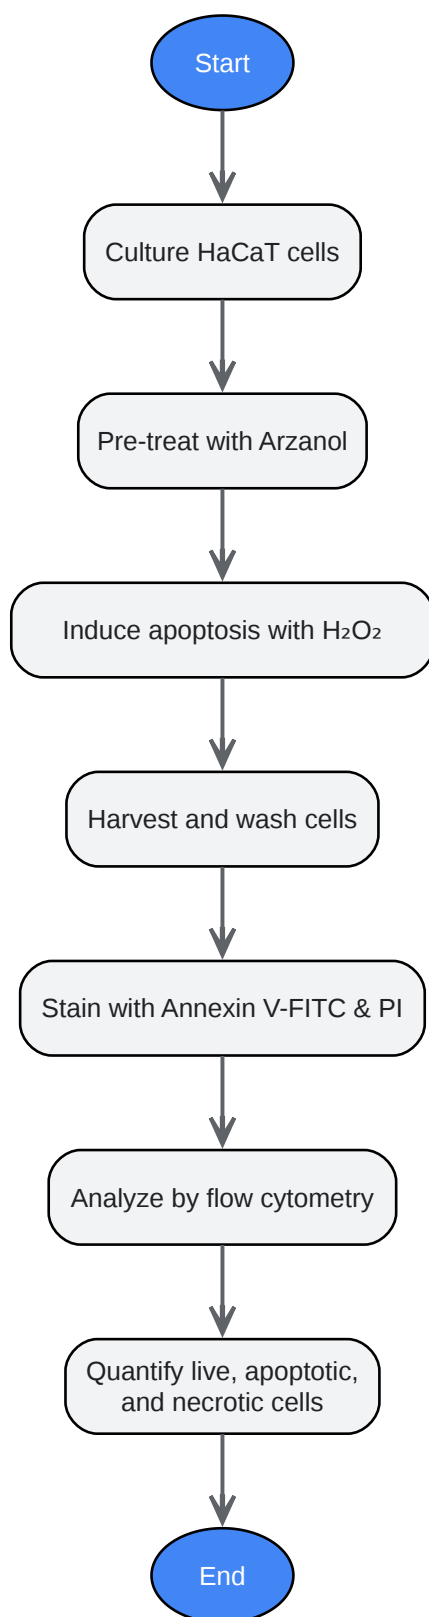 Start
Culture HaCaT cells
Pre-treat with Arzanol
Induce apoptosis with H₂O₂
Harvest and wash cells
Stain with Annexin V-FITC & PI
Analyze by flow cytometry
Quantify live, apoptotic,
and necrotic cells
End